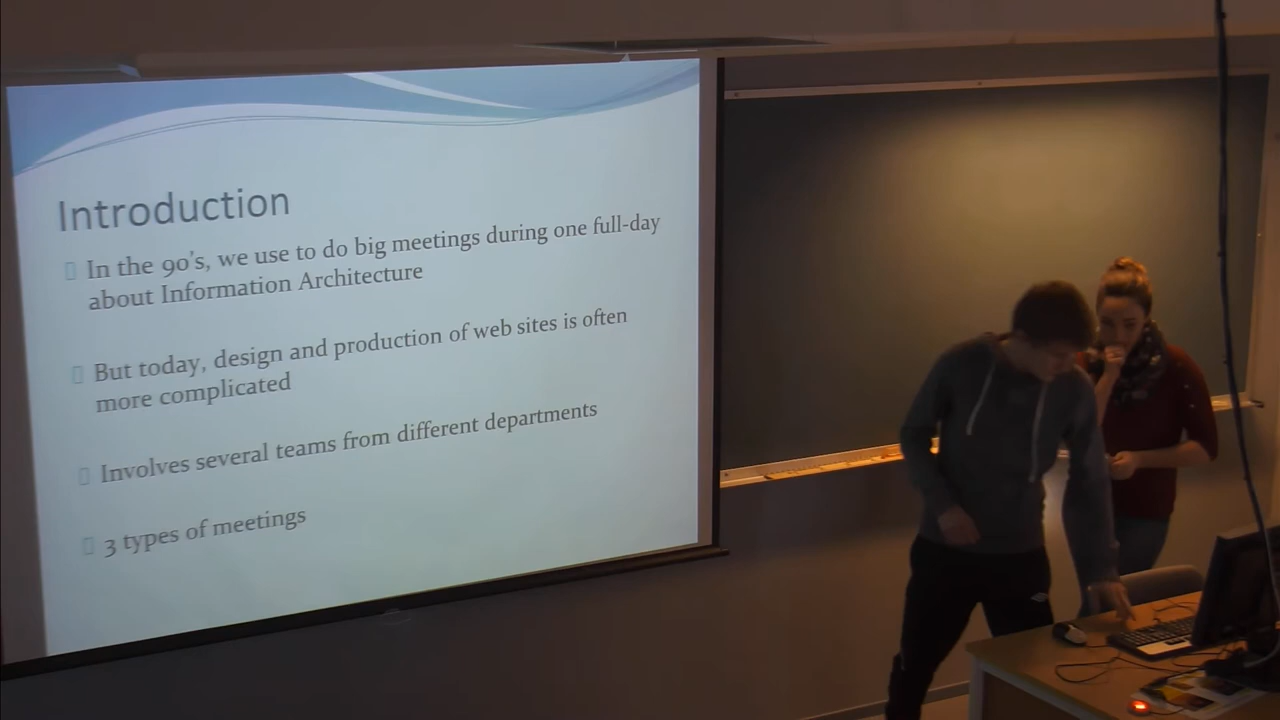 Introduction
In the 90's, we use to do big meetings during one full-day
about Information Architecture
But today, design and production of web sites is often
more complicated
Involves several teams from different departments
3 types of meetings